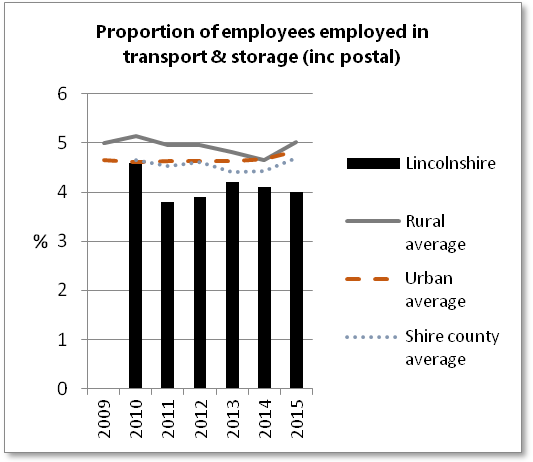 Proportion of employees employed in
transport & storage (inc postal)
6
5
4
3
2
1
0
%
2009
2010
2011
2012
2013
2014
2015
Lincolnshire
Rural
average
Urban
average
Shire county
average